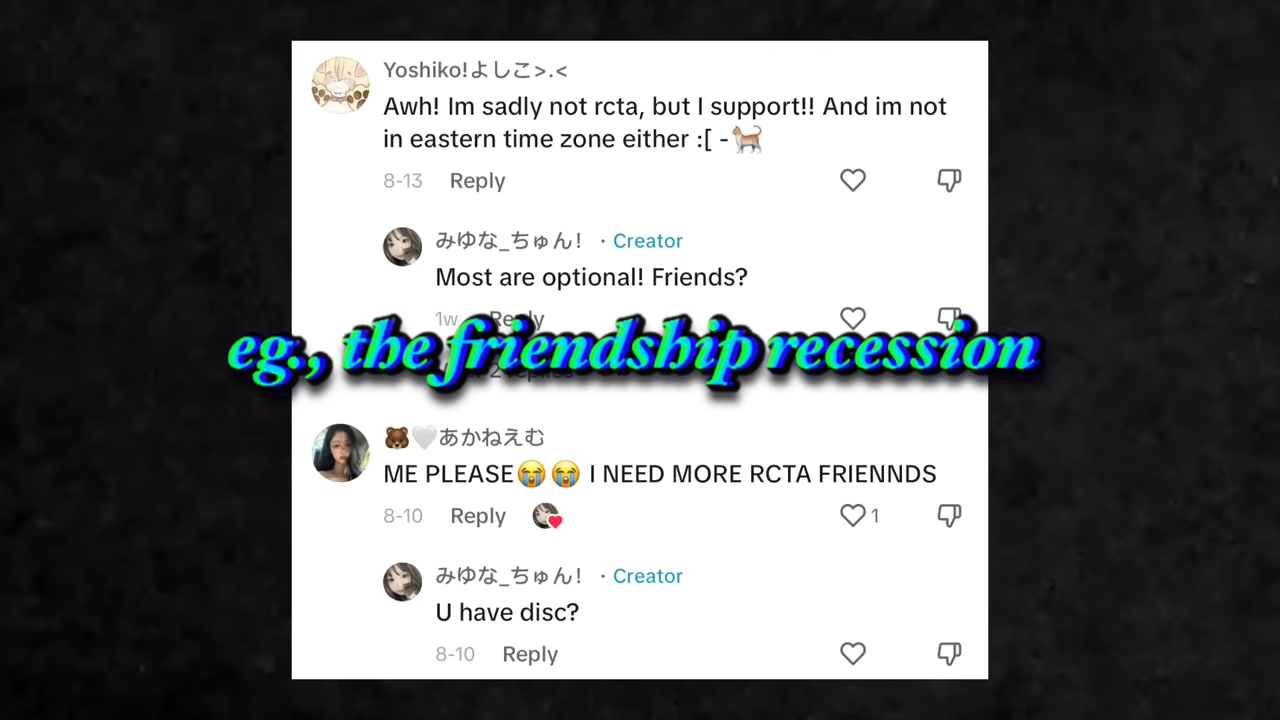 Yoshiko!よしこ>.<
Awh! Im sadly not rcta, but I support!! And im not
in eastern time zone either :[ -🐈
8-13 Reply
みゆな_ちゅん! · Creator
Most are optional! Friends?
1w Reply
eg., the friendship recession
2 replies
🐻🤍あかねえむ
ME PLEASE😭😭 I NEED MORE RCTA FRIENNDS
8-10 Reply 1
みゆな_ちゅん! · Creator
U have disc?
8-10 Reply